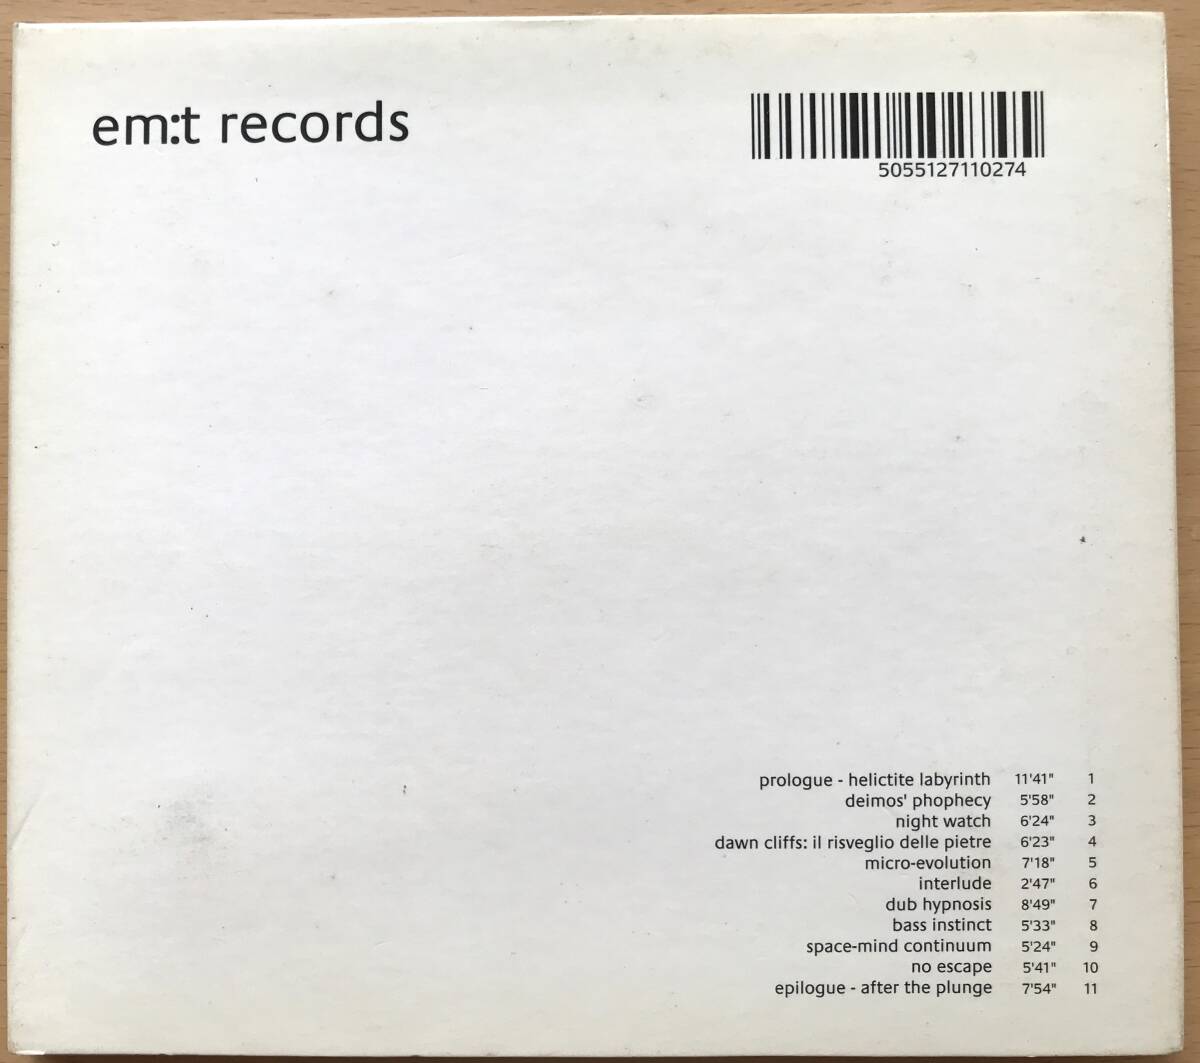 em:t records
5055127110274
prologue - helictite labyrinth 11'41" 1
deimos' phophecy 5'58" 2
night watch 6'24" 3
dawn cliffs: il risveglio delle pietre 6'23" 4
micro-evolution 7'18" 5
interlude 2'47" 6
dub hypnosis 8'49" 7
bass instinct 5'33" 8
space-mind continuum 5'24" 9
no escape 5'41" 10
epilogue - after the plunge 7'54" 11